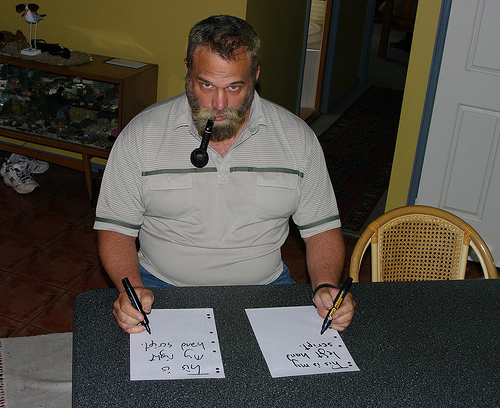 This is
my right
hand script.
This is my
left hand
script.